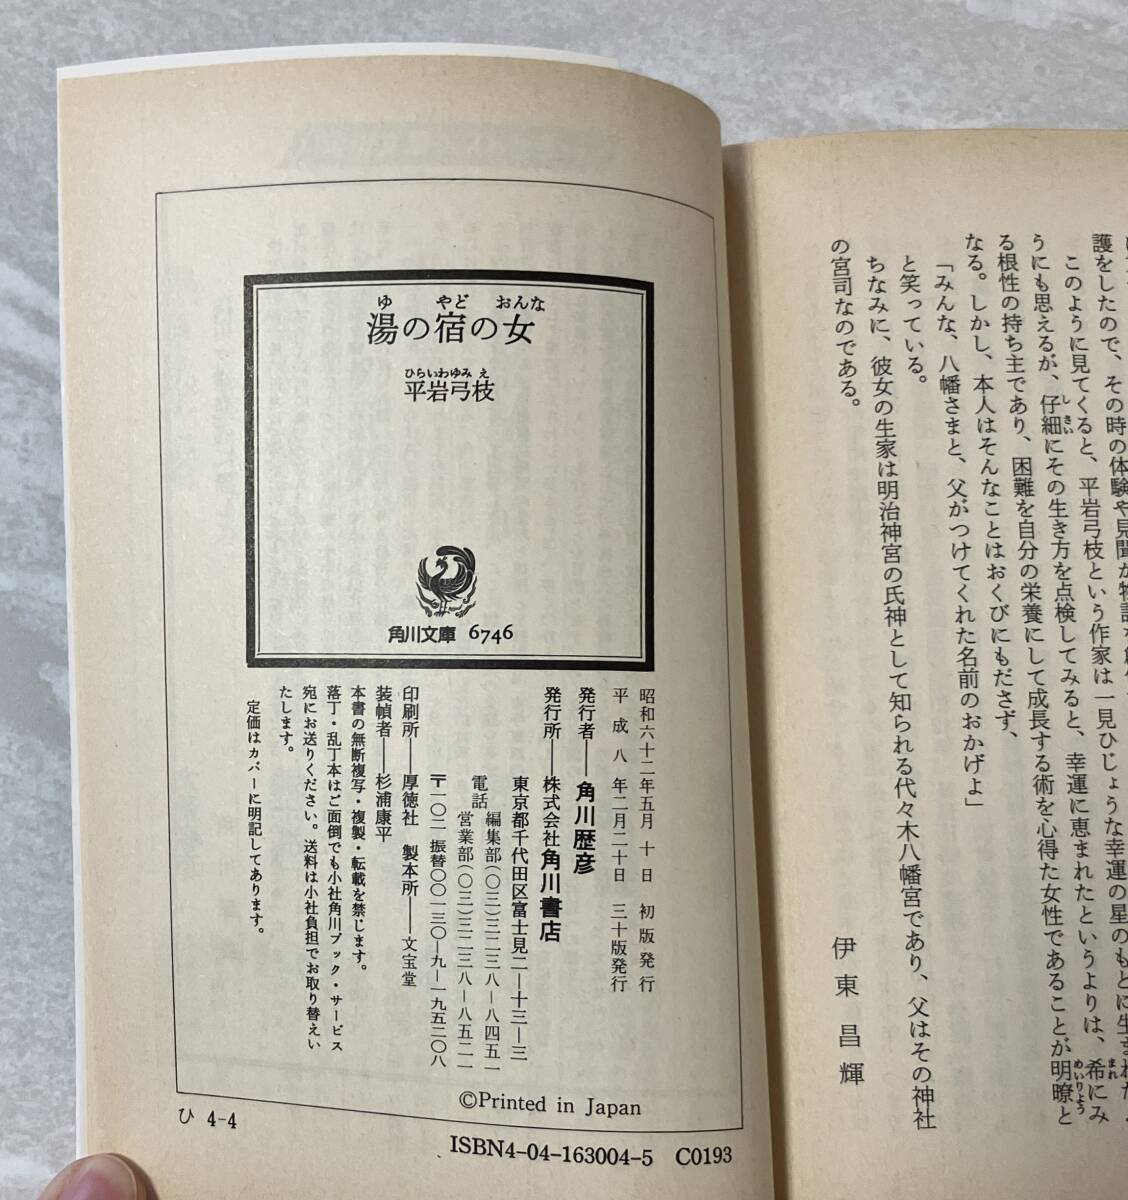 護をしたので、その時の体験や見聞が物語
このように見てくると、平岩弓枝という作家は一見ひじょうな幸運の星のもとに生まれた
うにも思えるが、仔細にその生き方を点検してみると、幸運に恵まれたというよりは、希にみ
る根性の持ち主であり、困難を自分の栄養にして成長する術を心得た女性であることが明瞭と
なる。しかし、本人はそんなことはおくびにもださず、
「みんな、八幡さまと、父がつけてくれた名前のおかげよ」
と笑っている。
ちなみに、彼女の生家は明治神宮の氏神として知られる代々木八幡宮であり、父はその神社
の宮司なのである。
伊東昌輝
ゆ やど おんな
湯の宿の女
ひらいわゆみ え
平岩弓枝
角川文庫 6746
昭和六十二年五月 十 日 初版発行
平成 八 年二月二十日 三十版発行
発行者——角川歴彦
発行所——株式会社角川書店
東京都千代田区富士見二—十三—三
電話 編集部(〇三)三二三八—八四五一
営業部(〇三)三二三八—八五二一
〒一〇二 振替〇〇一三〇—九—一九五二〇八
印刷所——厚徳社 製本所——文宝堂
装幀者——杉浦康平
本書の無断複写・複製・転載を禁じます。
落丁・乱丁本はご面倒でも小社角川ブック・サービス
宛にお送りください。送料は小社負担でお取り替えい
たします。
定価はカバーに明記してあります。
©Printed in Japan
ひ 4-4
ISBN4-04-163004-5 C0193